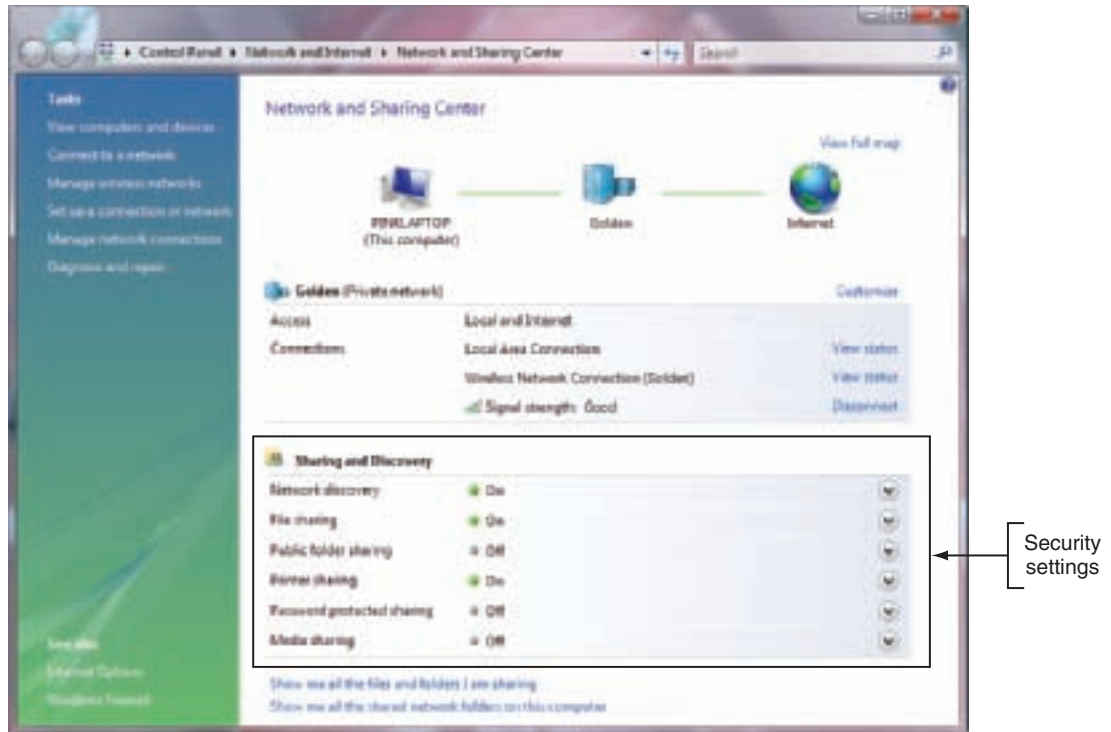 Control Panel ▸ Network and Internet ▸ Network and Sharing Center
Search
Tasks
View computers and devices
Connect to a network
Manage wireless networks
Set up a connection or network
Manage network connections
Diagnose and repair
See also
Internet Options
Windows Firewall
Network and Sharing Center
View full map
(This computer)
Golden
Internet
Golden (Private network)
Customize
Access Local and Internet
Connections Local Area Connection View status
Wireless Network Connection (Golden) View status
Signal strength: Good Disconnect
Sharing and Discovery
Network discovery On
File sharing On
Public folder sharing Off
Printer sharing On
Password protected sharing Off
Media sharing Off
Show me all the files and folders I am sharing
Show me all the shared network folders on this computer
Security
settings